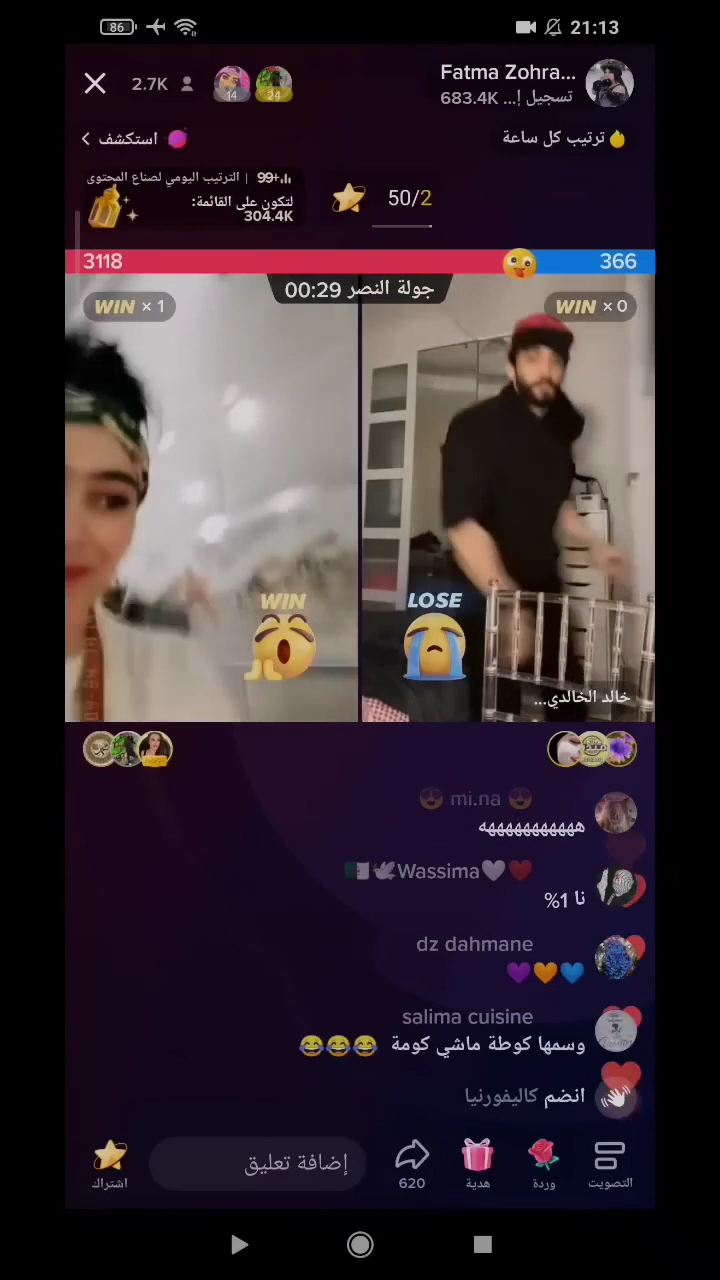 86
21:13
2.7K
14
24
Fatma Zohra...
683.4K تسجيل إ...
استكشف
ترتيب كل ساعة
99+ | الترتيب اليومي لصناع المحتوى
لتكون على القائمة:
304.4K
50/2
3118
366
جولة النصر 00:29
WIN × 1
WIN × 0
WIN
LOSE
خالد الخالدي...
😍 mi.na 😍
هههههههههههه
🇩🇿🕊Wassima🤍❤️
نا 1%
dz dahmane
💜🧡💙
salima cuisine
وسمها كوطة ماشي كومة 😂😂😂
انضم كاليفورنيا
اشتراك
إضافة تعليق
620
هدية
وردة
التصويت